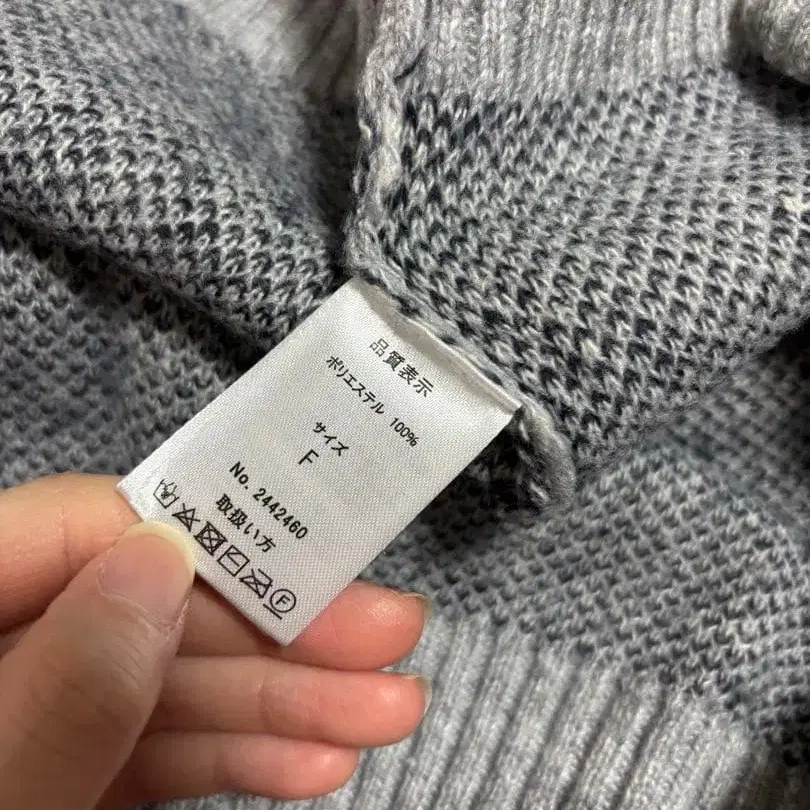 品質表示
ポリエステル 100%
サイズ
F
No. 2442460
取扱い方
F